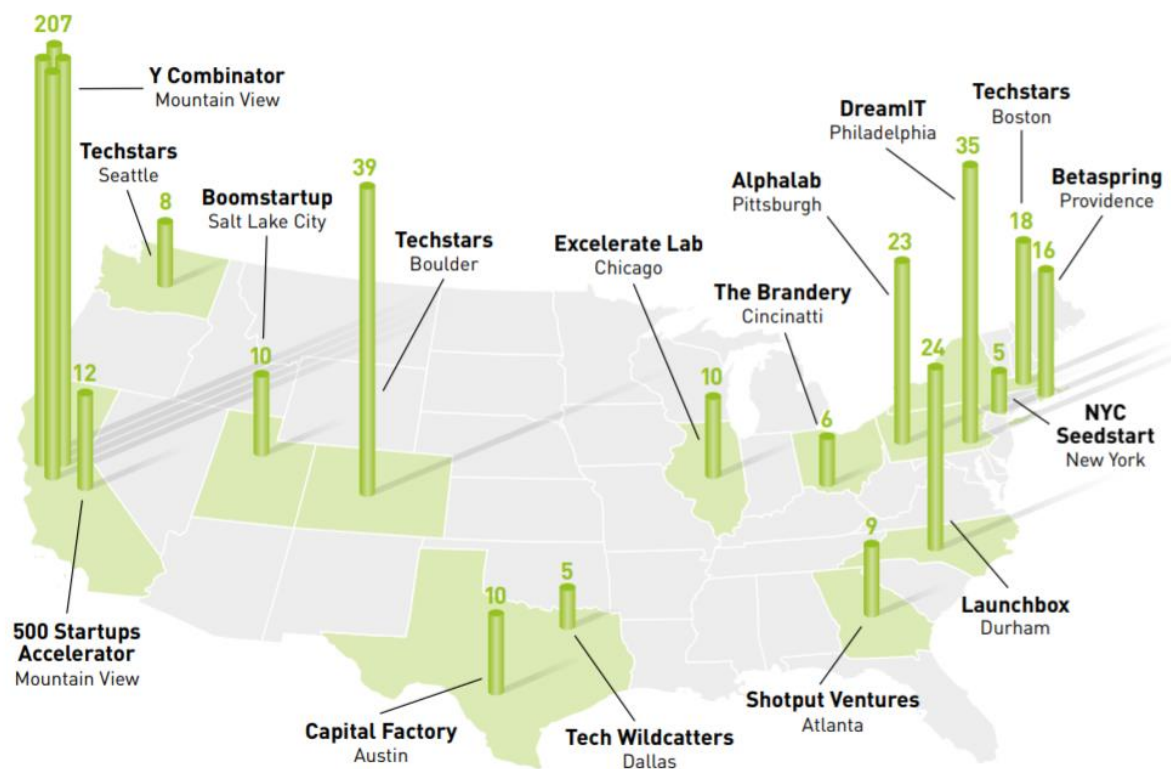 207
Y Combinator
Mountain View
Techstars
Seattle
8
Boomstartup
Salt Lake City
10
39
Techstars
Boulder
12
500 Startups
Accelerator
Mountain View
Excelerate Lab
Chicago
10
The Brandery
Cincinatti
6
Alphalab
Pittsburgh
23
DreamIT
Philadelphia
35
Techstars
Boston
18
Betaspring
Providence
16
24
5
NYC
Seedstart
New York
Launchbox
Durham
9
Shotput Ventures
Atlanta
10
Capital Factory
Austin
5
Tech Wildcatters
Dallas